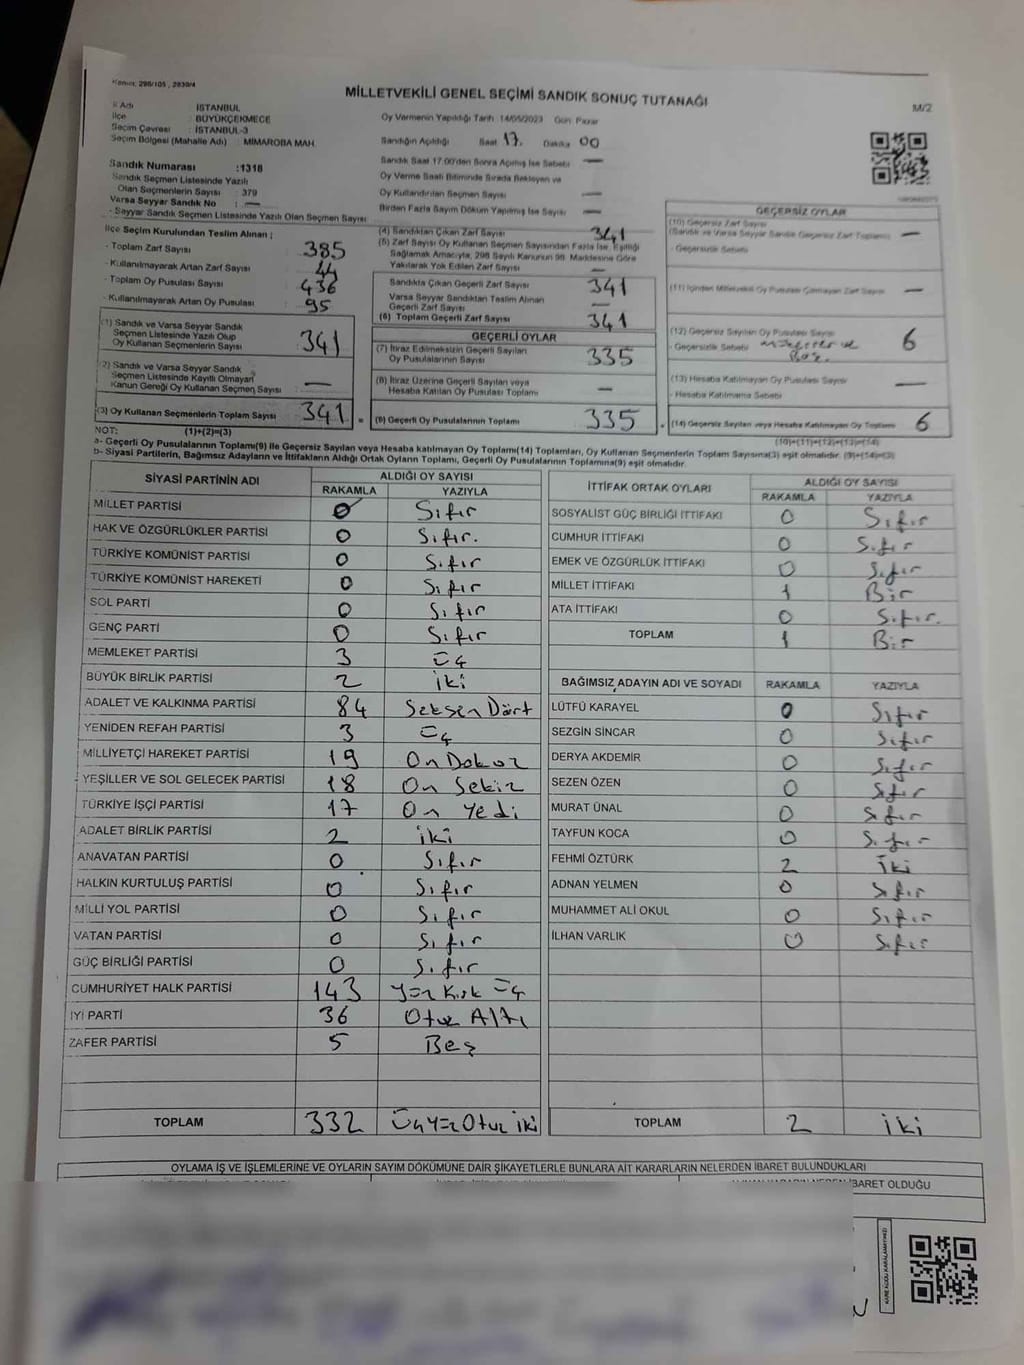 Kanun: 298/105, 2839/4
MİLLETVEKİLİ GENEL SEÇİMİ SANDIK SONUÇ TUTANAĞI
M/2
İl Adı : İSTANBUL
İlçe : BÜYÜKÇEKMECE
Seçim Çevresi : İSTANBUL-3
Seçim Bölgesi (Mahalle Adı) : MİMAROBA MAH.
Sandık Numarası :1318
Sandık Seçmen Listesinde Yazılı
Olan Seçmenlerin Sayısı : 379
Varsa Seyyar Sandık No : —
- Seyyar Sandık Seçmen Listesinde Yazılı Olan Seçmen Sayısı
Oy Vermenin Yapıldığı Tarih 14/05/2023 Gün Pazar
Sandığın Açıldığı Saat 17. Dakika 00
Sandık Saat 17:00'den Sonra Açılmış İse Sebebi —
Oy Verme Saati Bitiminde Sırada Bekleyen ve
Oy Kullandırılan Seçmen Sayısı —
Birden Fazla Sayım Döküm Yapılmış İse Sayısı —
İlçe Seçim Kurulundan Teslim Alınan ;
- Toplam Zarf Sayısı : 385
- Kullanılmayarak Artan Zarf Sayısı : 44
- Toplam Oy Pusulası Sayısı : 436
- Kullanılmayarak Artan Oy Pusulası : 95
(1) Sandık ve Varsa Seyyar Sandık
Seçmen Listesinde Yazılı Olup
Oy Kullanan Seçmenlerin Sayısı 341
(2) Sandık ve Varsa Seyyar Sandık
Seçmen Listesinde Kayıtlı Olmayan
Kanun Gereği Oy Kullanan Seçmen Sayısı —
(3) Oy Kullanan Seçmenlerin Toplam Sayısı 341 =
(4) Sandıktan Çıkan Zarf Sayısı 341
(5) Zarf Sayısı Oy Kullanan Seçmen Sayısından Fazla İse, Eşitliği
Sağlamak Amacıyla, 298 Sayılı Kanunun 98. Maddesine Göre
Yakılarak Yok Edilen Zarf Sayısı —
Sandıkta Çıkan Geçerli Zarf Sayısı 341
Varsa Seyyar Sandıktan Teslim Alınan
Geçerli Zarf Sayısı —
(6) Toplam Geçerli Zarf Sayısı 341
GEÇERLİ OYLAR
(7) İtiraz Edilmeksizin Geçerli Sayılan
Oy Pusulalarının Sayısı 335
(8) İtiraz Üzerine Geçerli Sayılan veya
Hesaba Katılan Oy Pusulası Toplamı —
(9) Geçerli Oy Pusulalarının Toplamı 335
GEÇERSİZ OYLAR
(10) Geçersiz Zarf Sayısı
(Sandık ve Varsa Seyyar Sandık Geçersiz Zarf Toplamı) —
- Geçersizlik Sebebi
(11) İçinden Milletvekili Oy Pusulası Çıkmayan Zarf Sayısı —
(12) Geçersiz Sayılan Oy Pusulası Sayısı 6
- Geçersizlik Sebebi
(13) Hesaba Katılmayan Oy Pusulası Sayısı —
- Hesaba Katılmama Sebebi
(14) Geçersiz Sayılan veya Hesaba Katılmayan Oy Toplamı 6
NOT: (1)+(2)=(3)
(10)+(11)+(12)+(13)=(14)
a- Geçerli Oy Pusulasının Toplamı(9) ile Geçersiz Sayılan veya Hesaba katılmayan Oy Toplamı(14) Toplamları, Oy Kullanan Seçmenlerin Toplam Sayısına(3) eşit olmalıdır. (9)+(14)=(3)
b- Siyasi Partilerin, Bağımsız Adayların ve İttifakların Aldığı Ortak Oyların Toplamı, Geçerli Oy Pusulalarının Toplamına(9) eşit olmalıdır.
SİYASİ PARTİNİN ADI ALDIĞI OY SAYISI
RAKAMLA YAZIYLA
MİLLET PARTİSİ 0 Sıfır
HAK VE ÖZGÜRLÜKLER PARTİSİ 0 Sıfır.
TÜRKİYE KOMÜNİST PARTİSİ 0 Sıfır
TÜRKİYE KOMÜNİST HAREKETİ 0 Sıfır
SOL PARTİ 0 Sıfır
GENÇ PARTİ 0 Sıfır
MEMLEKET PARTİSİ 3 Üç
BÜYÜK BİRLİK PARTİSİ 2 İki
ADALET VE KALKINMA PARTİSİ 84 Seksen Dört
YENİDEN REFAH PARTİSİ 3 Üç
MİLLİYETÇİ HAREKET PARTİSİ 19 On Dokuz
YEŞİLLER VE SOL GELECEK PARTİSİ 18 On Sekiz
TÜRKİYE İŞÇİ PARTİSİ 17 On Yedi
ADALET BİRLİK PARTİSİ 2 İki
ANAVATAN PARTİSİ 0 Sıfır
HALKIN KURTULUŞ PARTİSİ 0 Sıfır
MİLLİ YOL PARTİSİ 0 Sıfır
VATAN PARTİSİ 0 Sıfır
GÜÇ BİRLİĞİ PARTİSİ 0 Sıfır
CUMHURİYET HALK PARTİSİ 143 Yüz Kırk Üç
İYİ PARTİ 36 Otuz Altı
ZAFER PARTİSİ 5 Beş
TOPLAM 332 Üçyüz Otuz iki
İTTİFAK ORTAK OYLARI ALDIĞI OY SAYISI
RAKAMLA YAZIYLA
SOSYALİST GÜÇ BİRLİĞİ İTTİFAKI 0 Sıfır
CUMHUR İTTİFAKI 0 Sıfır
EMEK VE ÖZGÜRLÜK İTTİFAKI 0 Sıfır
MİLLET İTTİFAKI 1 Bir
ATA İTTİFAKI 0 Sıfır.
TOPLAM 1 Bir
BAĞIMSIZ ADAYIN ADI VE SOYADI RAKAMLA YAZIYLA
LÜTFÜ KARAYEL 0 Sıfır
SEZGİN SİNCAR 0 Sıfır
DERYA AKDEMİR 0 Sıfır
SEZEN ÖZEN 0 Sıfır
MURAT ÜNAL 0 Sıfır
TAYFUN KOCA 0 Sıfır
FEHMİ ÖZTÜRK 2 İki
ADNAN YELMEN 0 Sıfır
MUHAMMET ALİ OKUL 0 Sıfır
İLHAN VARLIK 0 Sıfır
TOPLAM 2 İki
OYLAMA İŞ VE İŞLEMLERİNE VE OYLARIN SAYIM DÖKÜMÜNE DAİR ŞİKAYETLERLE BUNLARA AİT KARARLARIN NELERDEN İBARET BULUNDUKLARI
İBARET OLDUĞU
KARE KODU KARALAMAYINIZ!